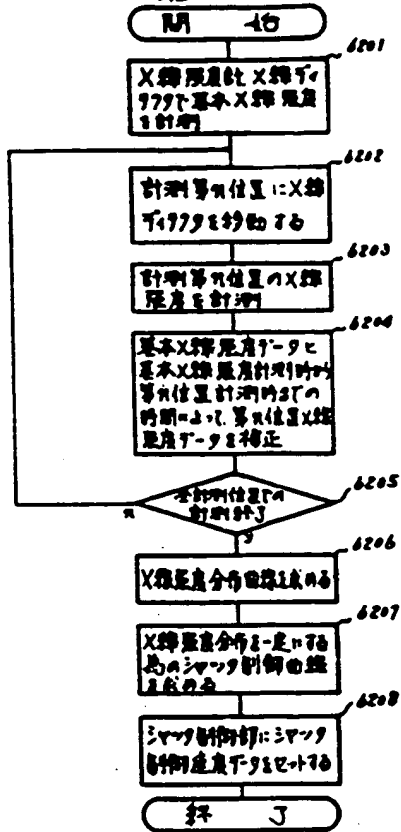 開 始
6201
X線照度計とX線ディ
テクタで基本X線照度
を計測
6202
計測第n位置にX線
ディテクタを移動する
6203
計測第n位置のX線
照度を計測
6204
基本X線照度データと
基本X線照度計測時から
第n位置計測時までの
時間によって、第n位置X線
照度データを補正
6205
全計測位置での
計測終了
n
y
6206
X線照度分布曲線を求める
6207
X線照度分布を一定にする
為のシャッタ制御曲線
を求める
6208
シャッタ制御部にシャッタ
制御速度データをセットする
終 了